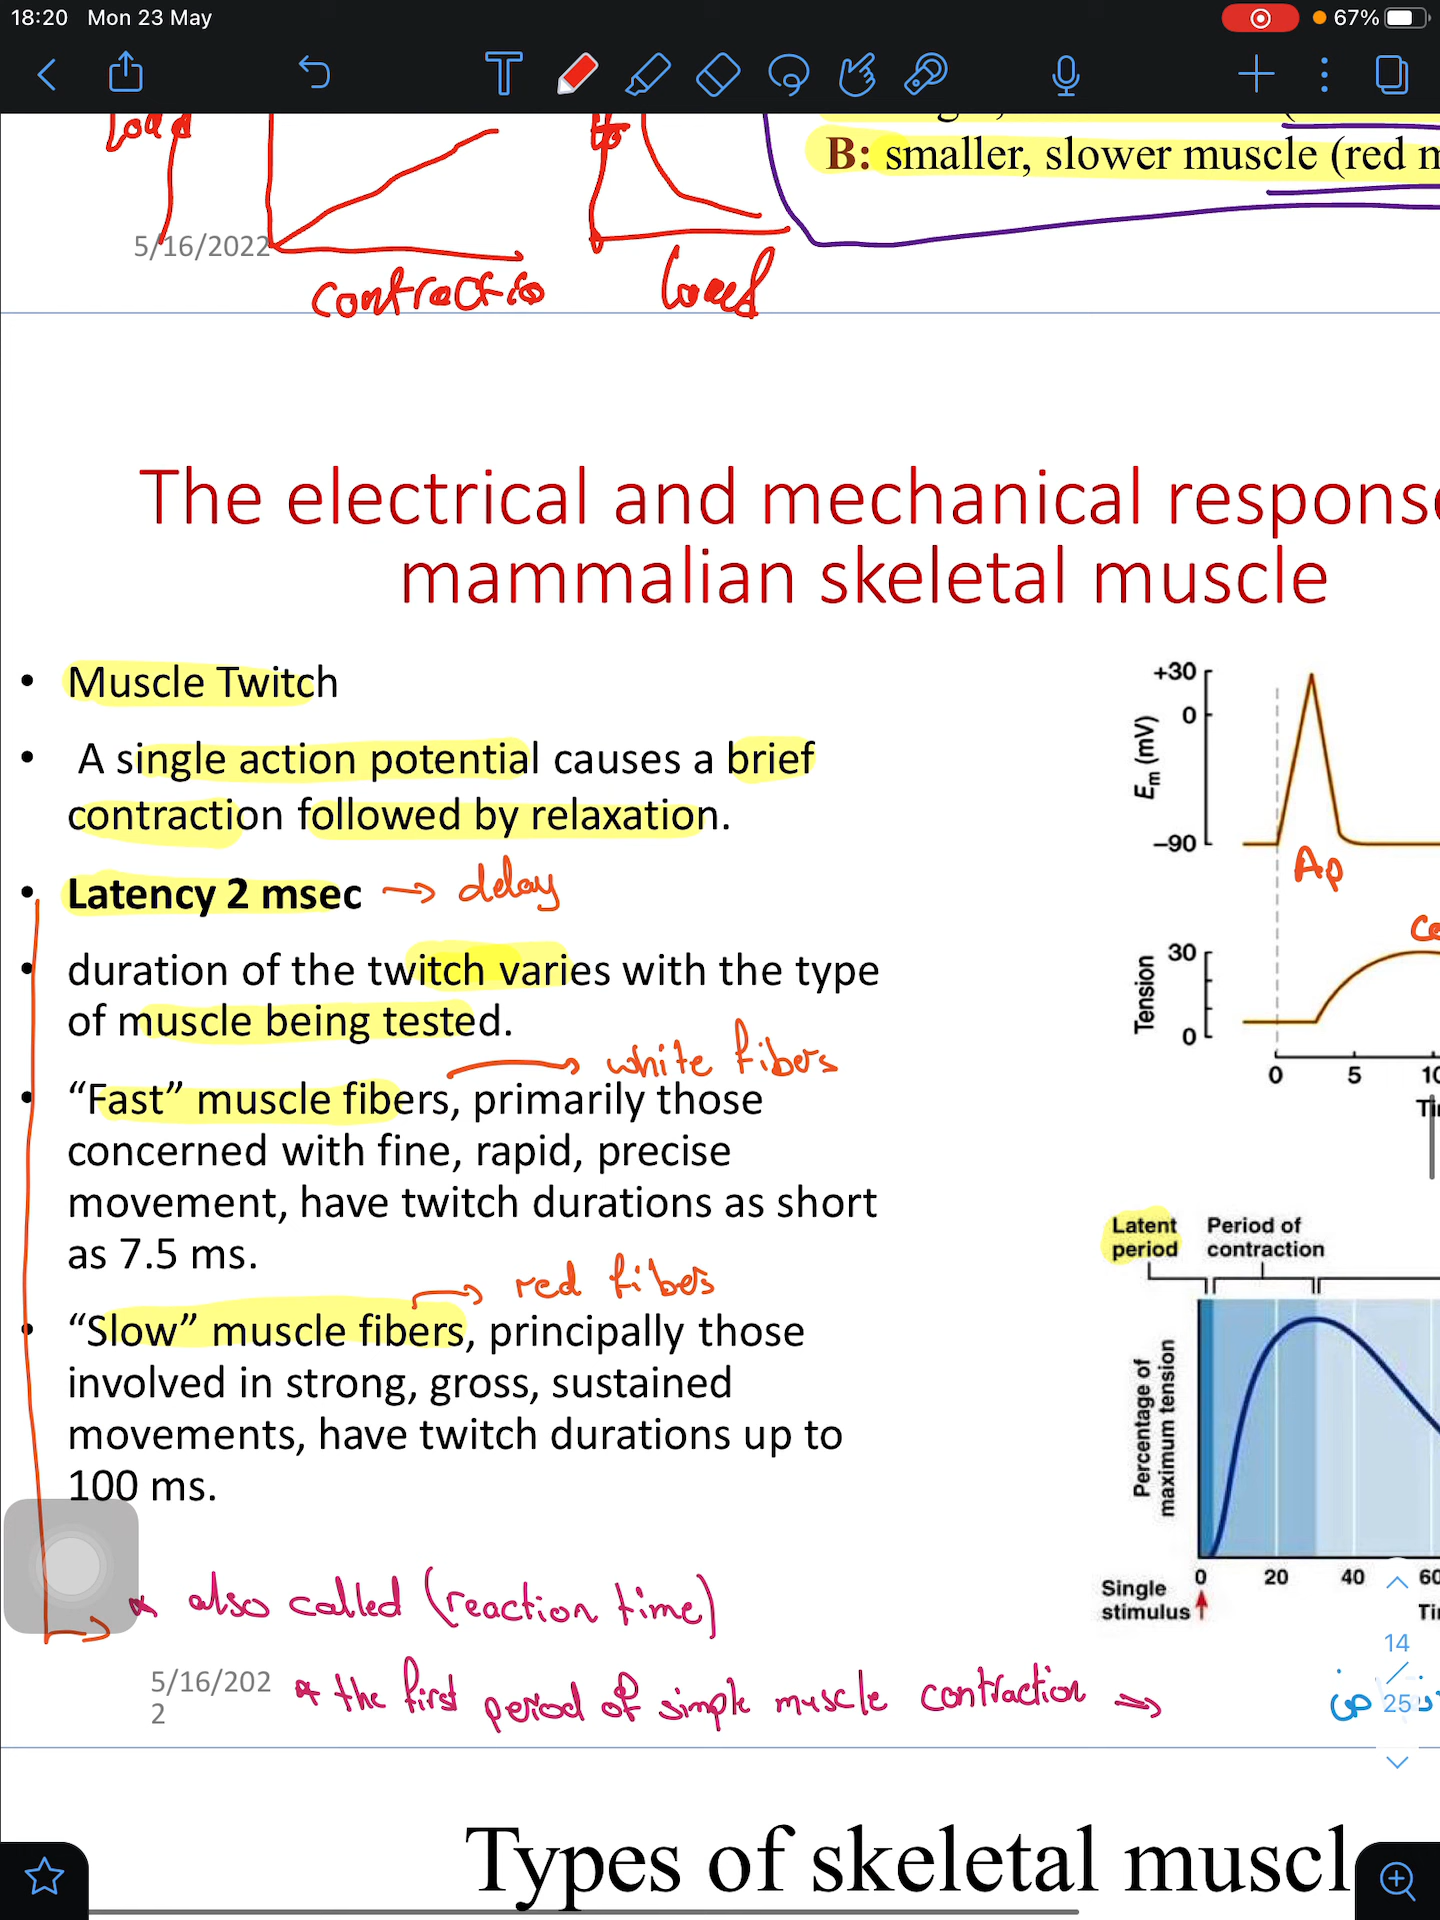 18:20 Mon 23 May
67%
load
B: smaller, slower muscle (red m
5/16/2022
contractio
load
The electrical and mechanical respons
mammalian skeletal muscle
• Muscle Twitch
• A single action potential causes a brief
contraction followed by relaxation.
• Latency 2 msec → delay
• duration of the twitch varies with the type
of muscle being tested.
white fibers
• “Fast” muscle fibers, primarily those
concerned with fine, rapid, precise
movement, have twitch durations as short
as 7.5 ms.
red fibers
• “Slow” muscle fibers, principally those
involved in strong, gross, sustained
movements, have twitch durations up to
100 ms.
* also called (reaction time)
5/16/202
2
* the first period of simple muscle contraction ⇒
+30
0
–90
Em (mV)
Ap
30
0
Tension
0 5 10
Ti
Latent period
Period of contraction
Percentage of
maximum tension
0 20 40 60
Single
stimulus
Ti
14
25
Types of skeletal muscl